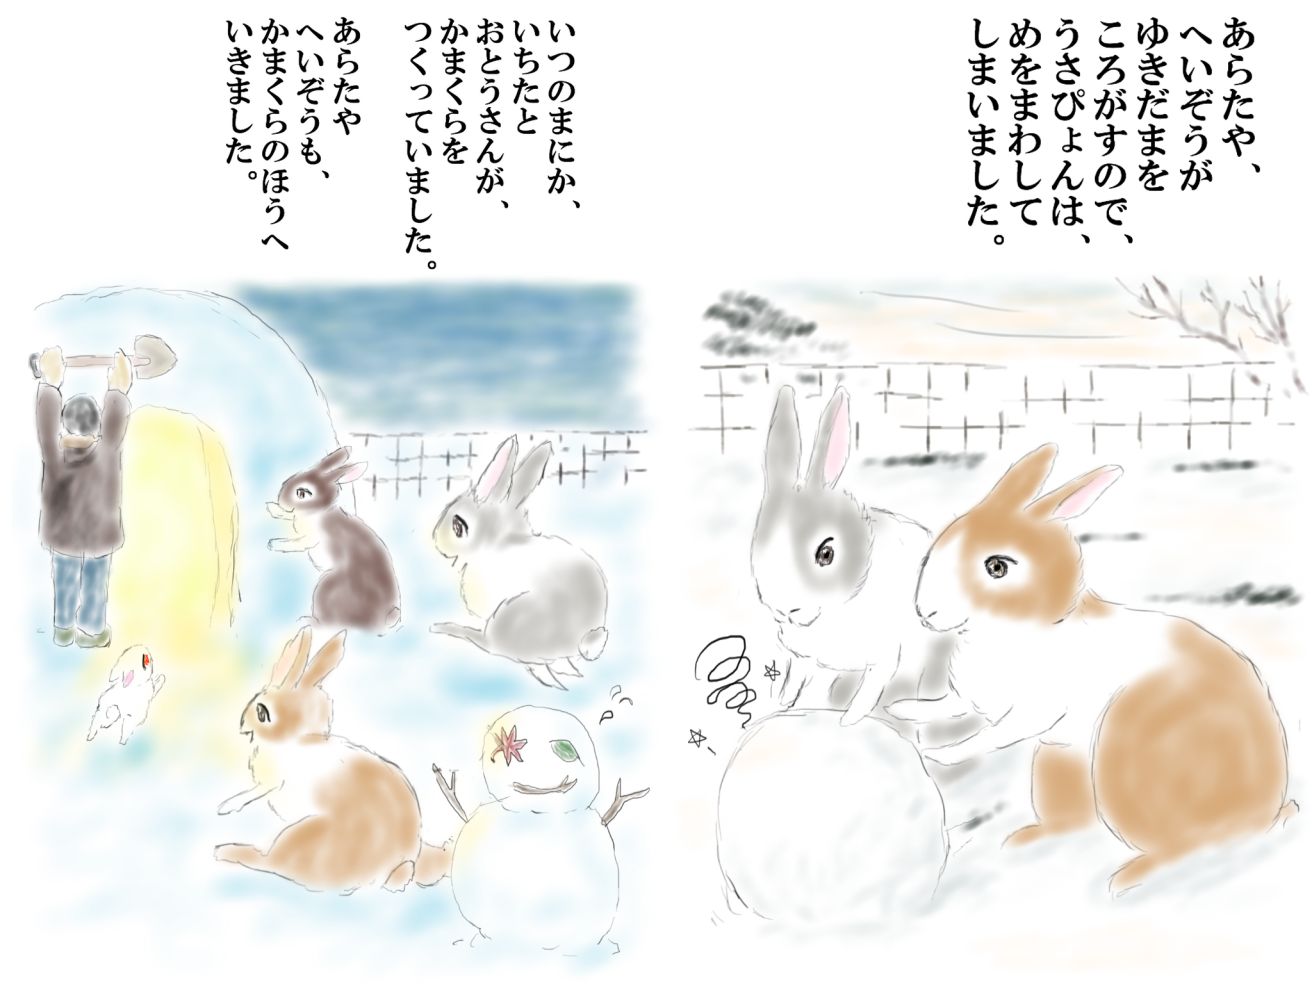 あらたや、
へいぞうが
ゆきだまを
ころがすので、
うさぴょんは、
めをまわして
しまいました。
いつのまにか、
いちたと
おとうさんが、
かまくらを
つくっていました。
あらたや
へいぞうも、
かまくらのほうへ
いきました。